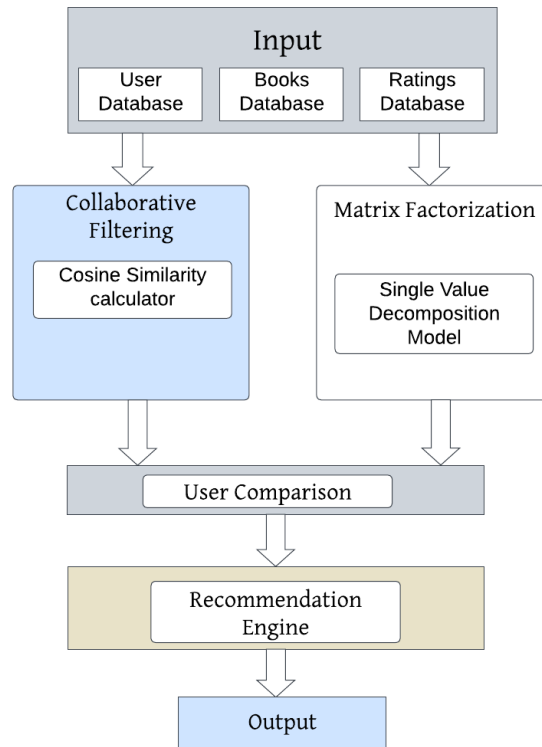 Input
User
Database
Books
Database
Ratings
Database
Collaborative
Filtering
Cosine Similarity
calculator
Matrix Factorization
Single Value
Decomposition
Model
User Comparison
Recommendation
Engine
Output